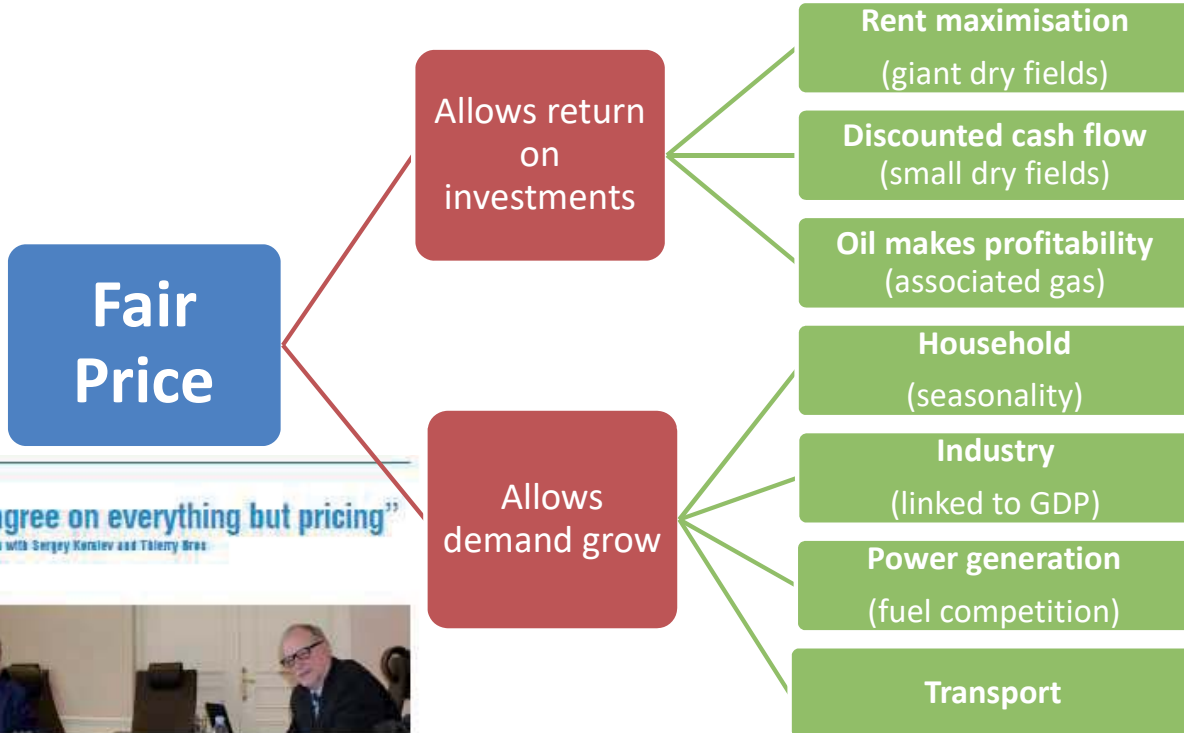 Fair
Price
Allows return
on
investments
Allows
demand grow
Rent maximisation
(giant dry fields)
Discounted cash flow
(small dry fields)
Oil makes profitability
(associated gas)
Household
(seasonality)
Industry
(linked to GDP)
Power generation
(fuel competition)
Transport
gree on everything but pricing”
with Sergey and Thierry Bros